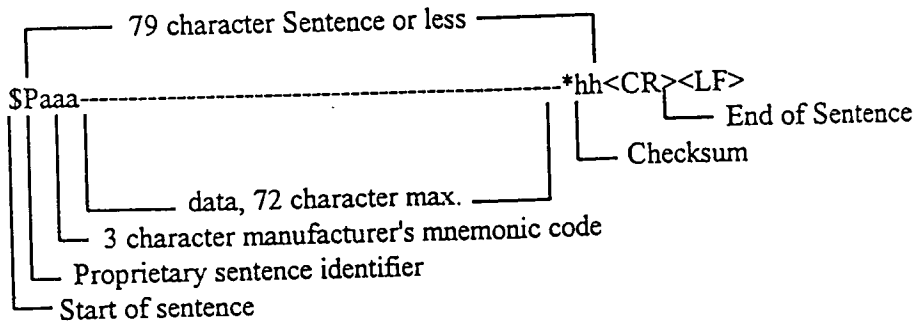 79 character Sentence or less
$Paaa--------------------------------------------------------*hh<CR><LF>
End of Sentence
Checksum
data, 72 character max.
3 character manufacturer's mnemonic code
Proprietary sentence identifier
Start of sentence